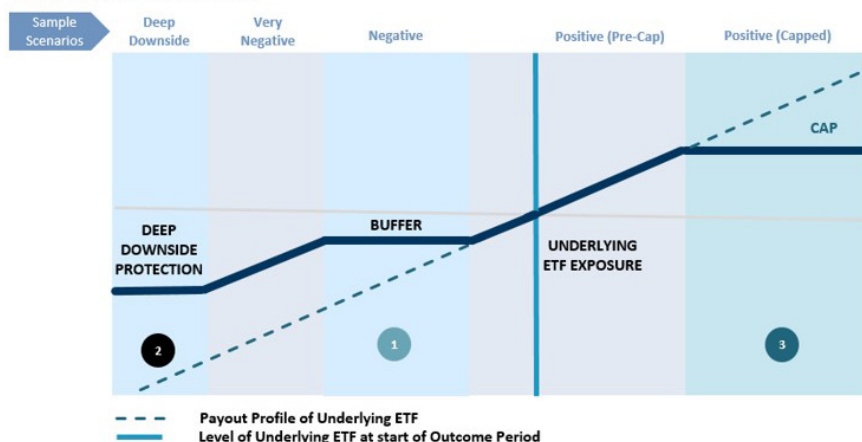 Sample
Scenarios
Deep
Downside
Very
Negative
Negative
Positive (Pre-Cap)
Positive (Capped)
CAP
DEEP
DOWNSIDE
PROTECTION
BUFFER
UNDERLYING
ETF EXPOSURE
2
1
3
Payout Profile of Underlying ETF
Level of Underlying ETF at start of Outcome Period